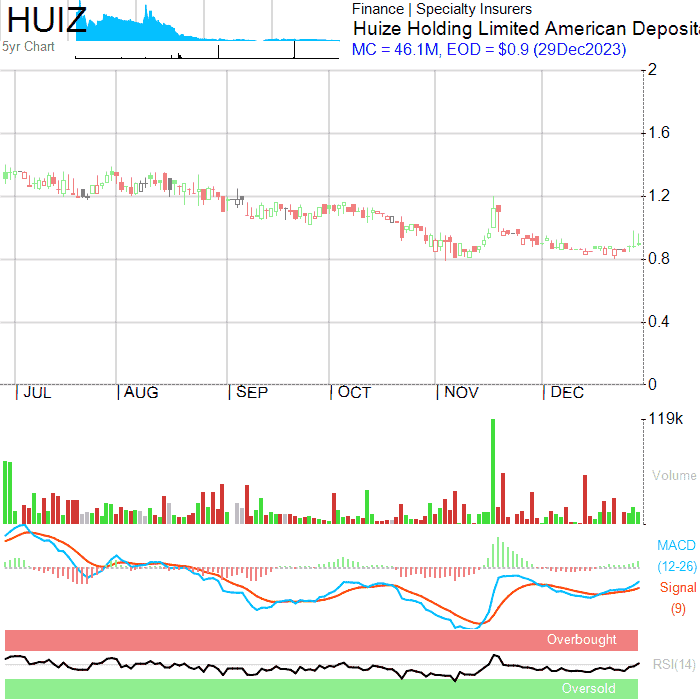 HUIZ
5yr Chart
Finance | Specialty Insurers
Huize Holding Limited American Deposit
MC = 46.1M, EOD = $0.9 (29Dec2023)
2
1.6
1.2
0.8
0.4
0
JUL AUG SEP OCT NOV DEC
119k
Volume
MACD
(12-26)
Signal
(9)
Overbought
RSI(14)
Oversold